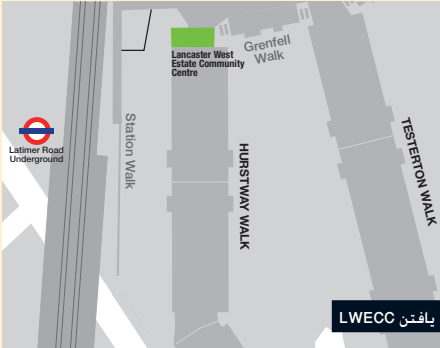 Grenfell
Walk
Lancaster West
Estate Community
Centre
Latimer Road
Underground
Station Walk
HURSTWAY WALK
TESTERTON WALK
یافتن LWECC